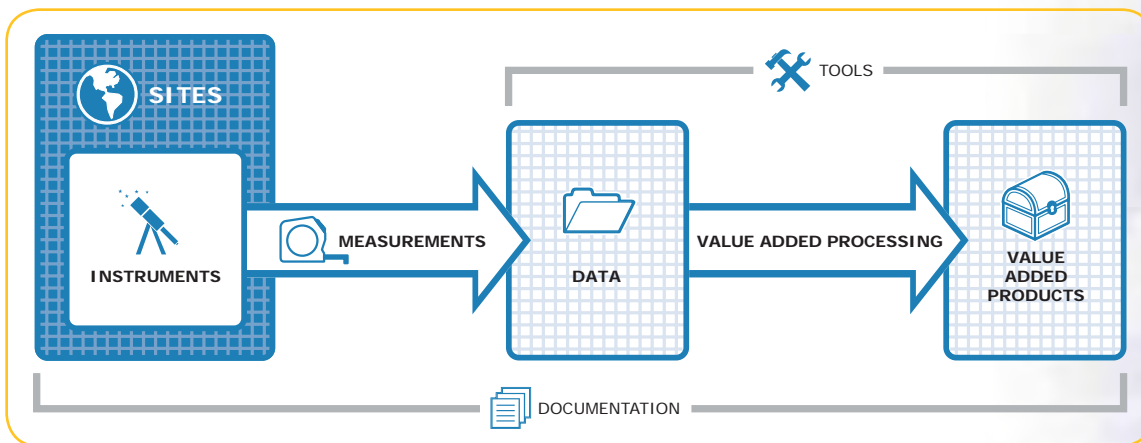 TOOLS
SITES
INSTRUMENTS
MEASUREMENTS
DATA
VALUE ADDED PROCESSING
VALUE
ADDED
PRODUCTS
DOCUMENTATION